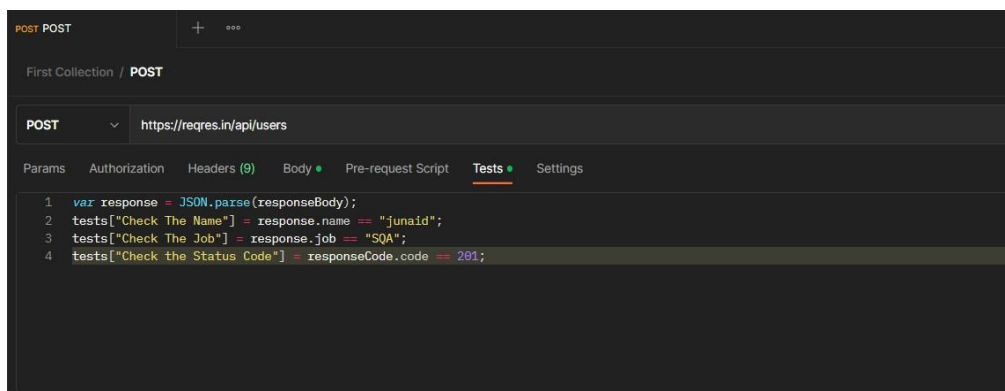 POST POST + ooo
First Collection / POST
POST https://reqres.in/api/users
Params Authorization Headers (9) Body Pre-request Script Tests Settings
1 var response = JSON.parse(responseBody);
2 tests["Check The Name"] = response.name == "junaid";
3 tests["Check The Job"] = response.job == "SQA";
4 tests["Check the Status Code"] = responseCode.code == 201;